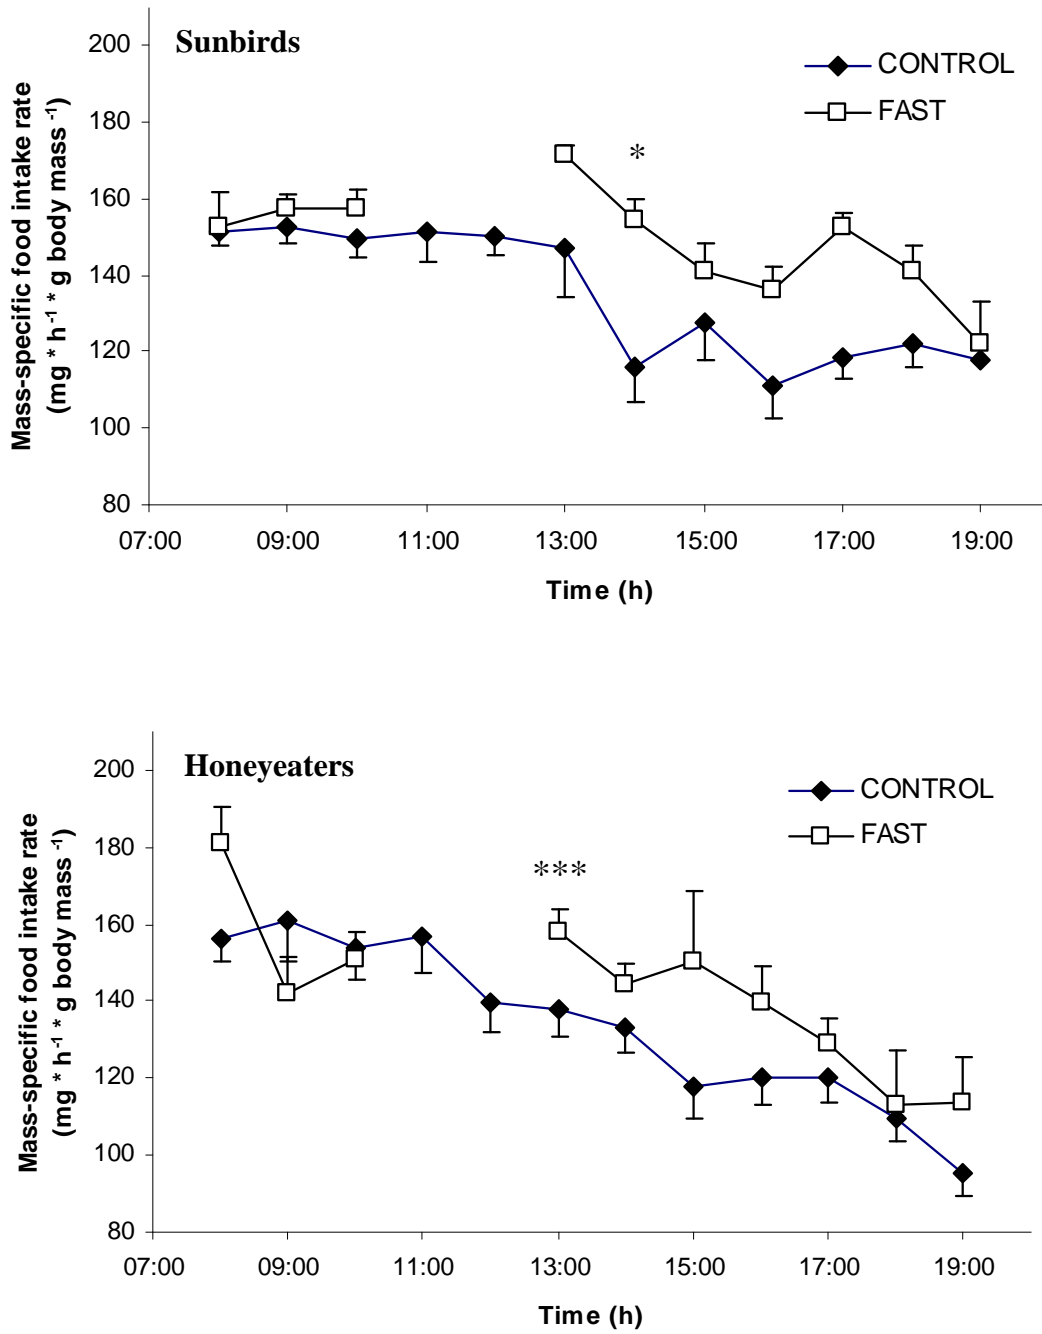 Sunbirds
CONTROL
FAST
Mass-specific food intake rate
(mg * h⁻¹ * g body mass ⁻¹)
200
180
160
140
120
100
80
*
07:00 09:00 11:00 13:00 15:00 17:00 19:00
Time (h)
Honeyeaters
CONTROL
FAST
Mass-specific food intake rate
(mg * h⁻¹ * g body mass ⁻¹)
200
180
160
140
120
100
80
***
07:00 09:00 11:00 13:00 15:00 17:00 19:00
Time (h)